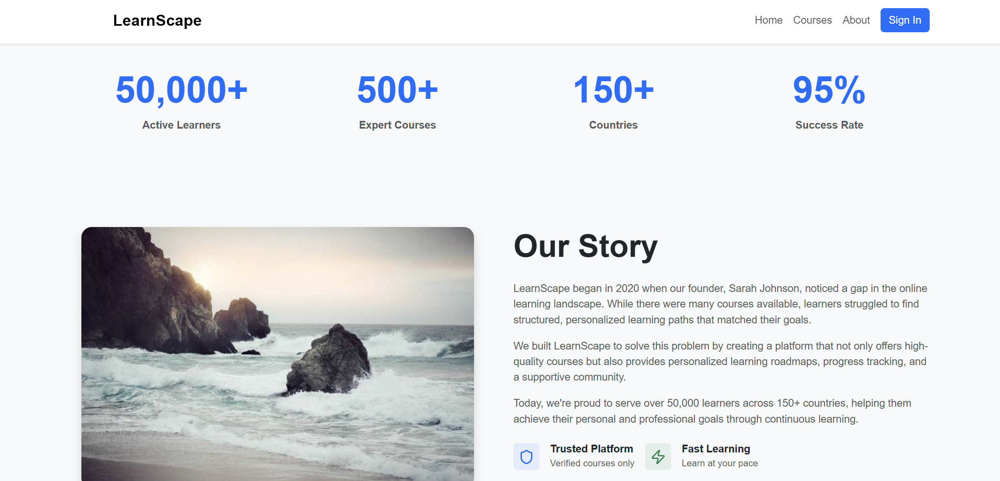 LearnScape
Home Courses About Sign In
50,000+ 500+ 150+ 95%
Active Learners Expert Courses Countries Success Rate
Our Story
LearnScape began in 2020 when our founder, Sarah Johnson, noticed a gap in the online
learning landscape. While there were many courses available, learners struggled to find
structured, personalized learning paths that matched their goals.
We built LearnScape to solve this problem by creating a platform that not only offers high-
quality courses but also provides personalized learning roadmaps, progress tracking, and
a supportive community.
Today, we're proud to serve over 50,000 learners across 150+ countries, helping them
achieve their personal and professional goals through continuous learning.
Trusted Platform
Verified courses only
Fast Learning
Learn at your pace